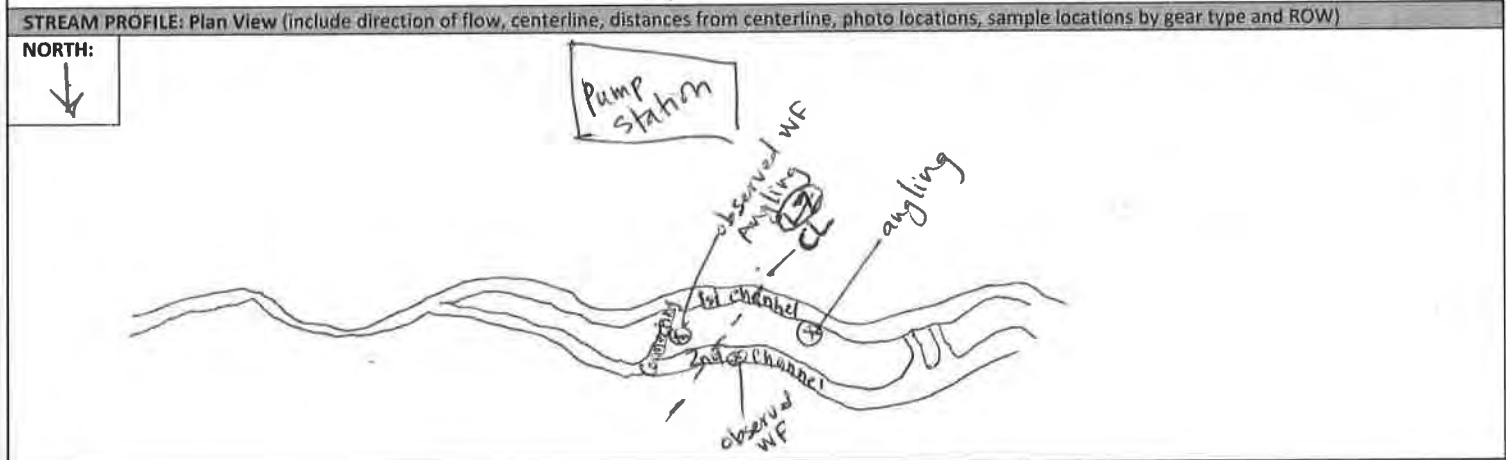 STREAM PROFILE: Plan View (include direction of flow, centerline, distances from centerline, photo locations, sample locations by gear type and ROW)
NORTH:
Pump
Station
observed WF
angling
CL
angling
1st Channel
Connecting
2nd Channel
observed
WF